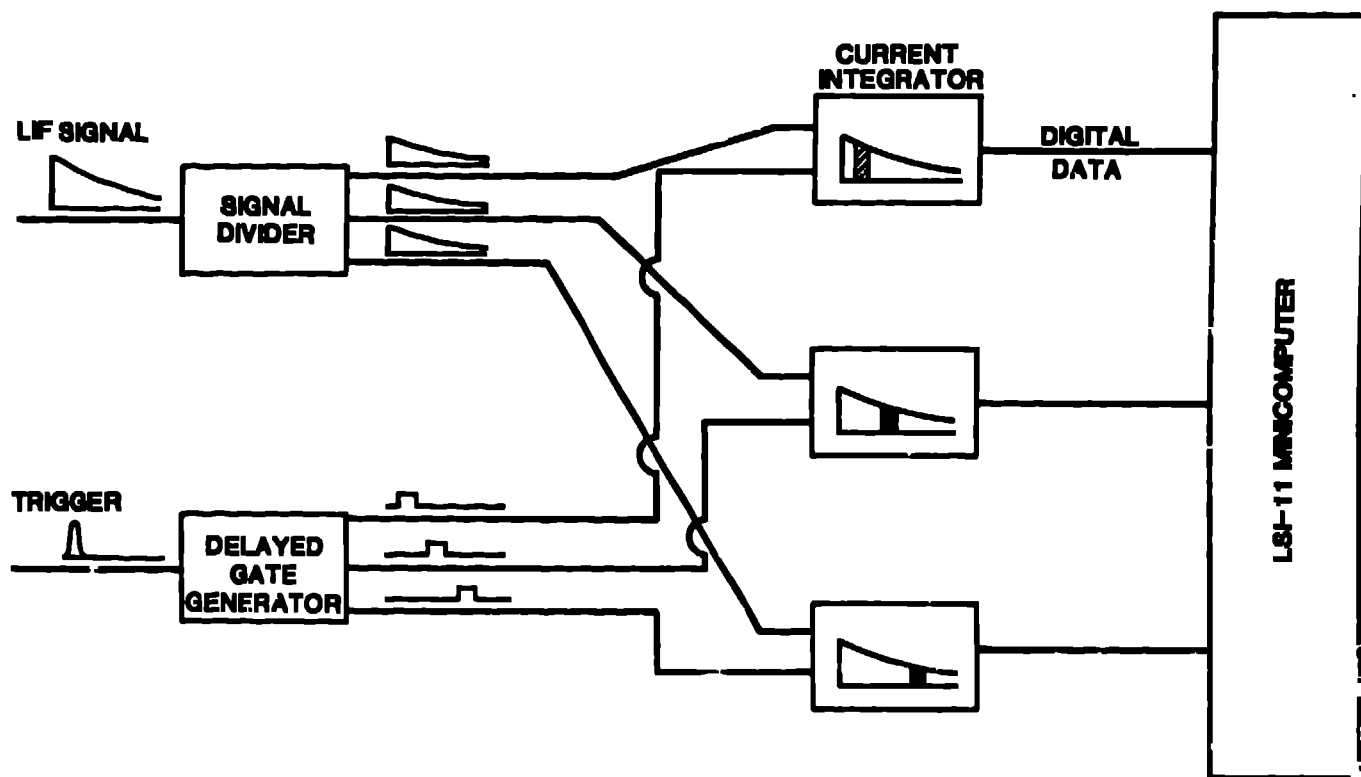 CURRENT
INTEGRATOR
LIF SIGNAL
SIGNAL
DIVIDER
DIGITAL
DATA
LSI-11 MINICOMPUTER
TRIGGER
DELAYED
GATE
GENERATOR